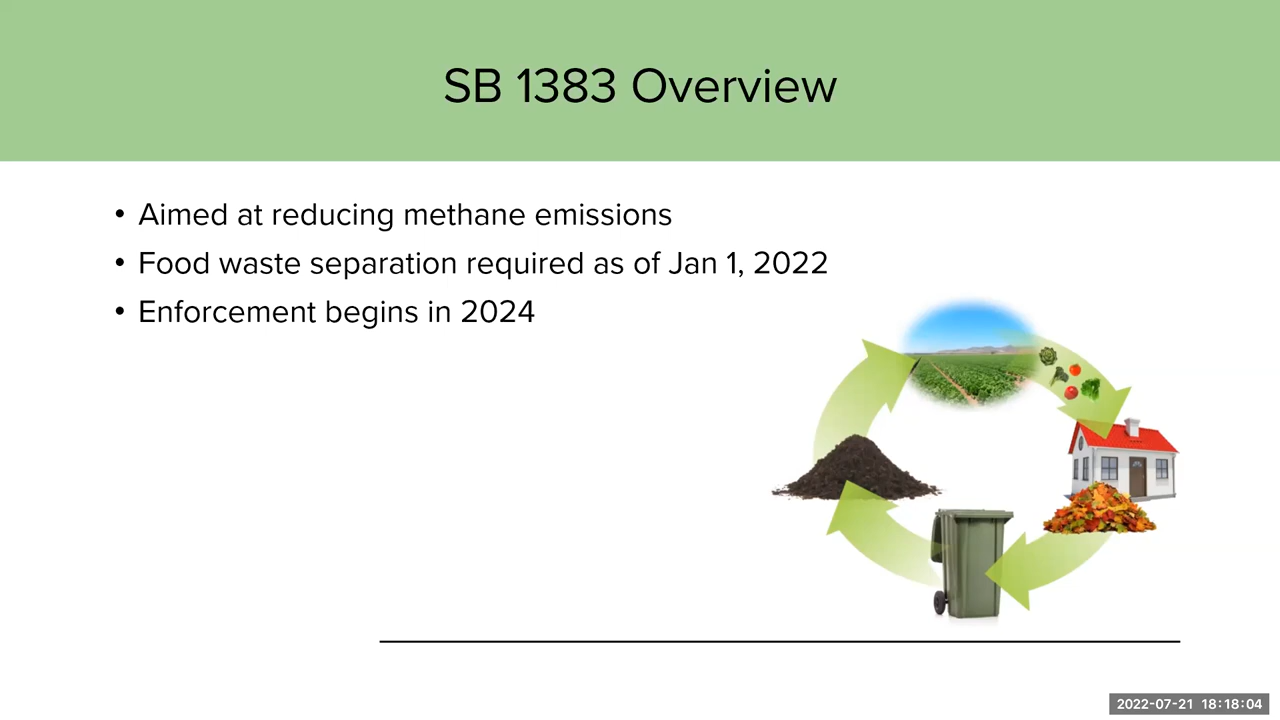 SB 1383 Overview
• Aimed at reducing methane emissions
• Food waste separation required as of Jan 1, 2022
• Enforcement begins in 2024
2022-07-21 18:18:04